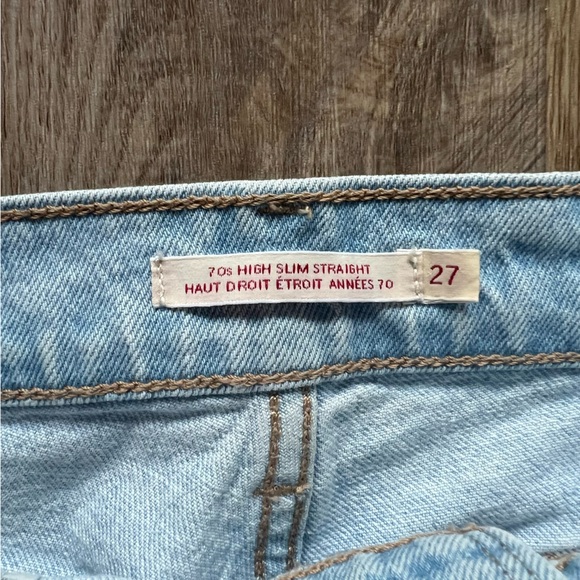 70s HIGH SLIM STRAIGHT
HAUT DROIT ÉTROIT ANNÉES 70
27